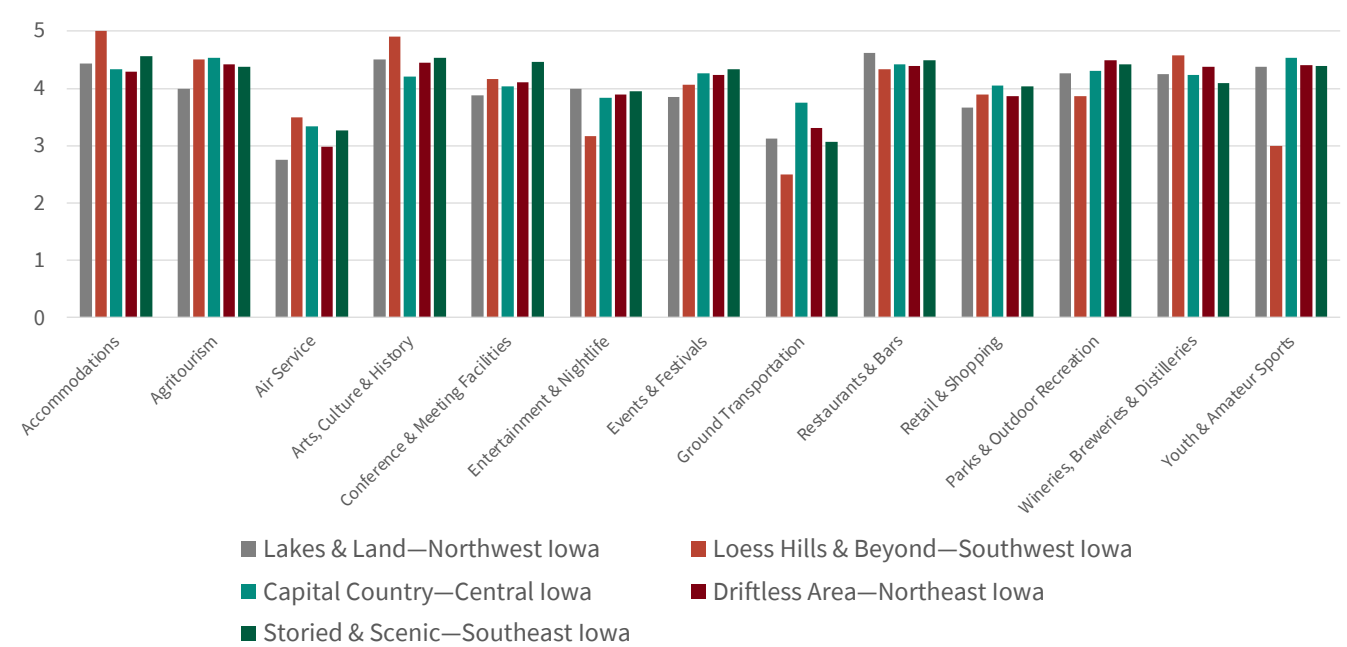 5
4
3
2
1
0
Accommodations
Agritourism
Air Service
Arts, Culture & History
Conference & Meeting Facilities
Entertainment & Nightlife
Events & Festivals
Ground Transportation
Restaurants & Bars
Retail & Shopping
Parks & Outdoor Recreation
Wineries, Breweries & Distilleries
Youth & Amateur Sports
Lakes & Land—Northwest Iowa
Loess Hills & Beyond—Southwest Iowa
Capital Country—Central Iowa
Driftless Area—Northeast Iowa
Storied & Scenic—Southeast Iowa